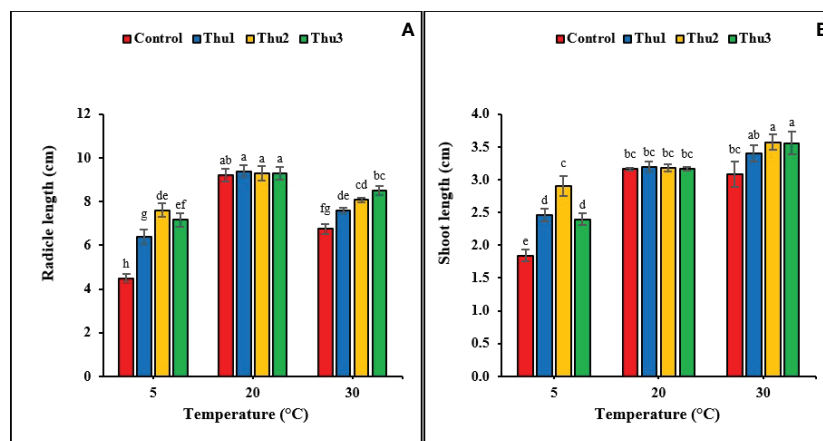 A
Control Thu1 Thu2 Thu3
Radicle length (cm)
12
10
8
6
4
2
0
h
g
de
ef
ab
a
a
a
fg
de
cd
bc
5
20
30
Temperature (°C)
Control Thu1 Thu2 Thu3
Shoot length (cm)
4.0
3.5
3.0
2.5
2.0
1.5
1.0
0.5
0.0
e
d
c
d
bc
bc
bc
bc
bc
ab
a
a
5
20
30
Temperature (°C)